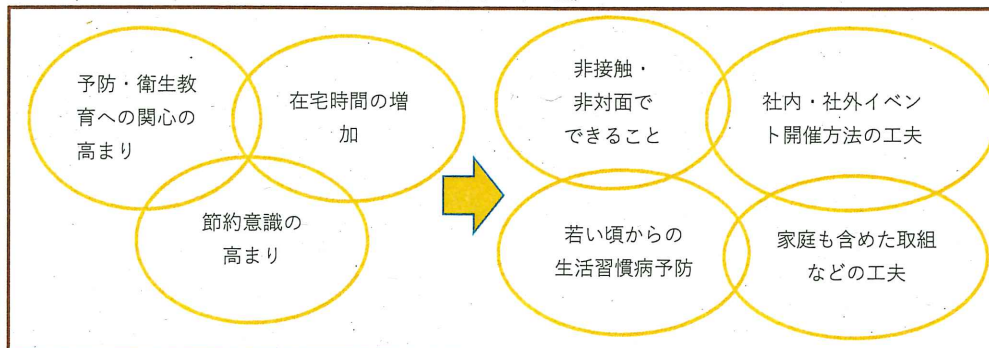 予防・衛生教
育への関心の
高まり
在宅時間の増
加
節約意識の
高まり
非接触・
非対面で
できること
社内・社外イベン
ト開催方法の工夫
若い頃からの
生活習慣病予防
家庭も含めた取組
などの工夫